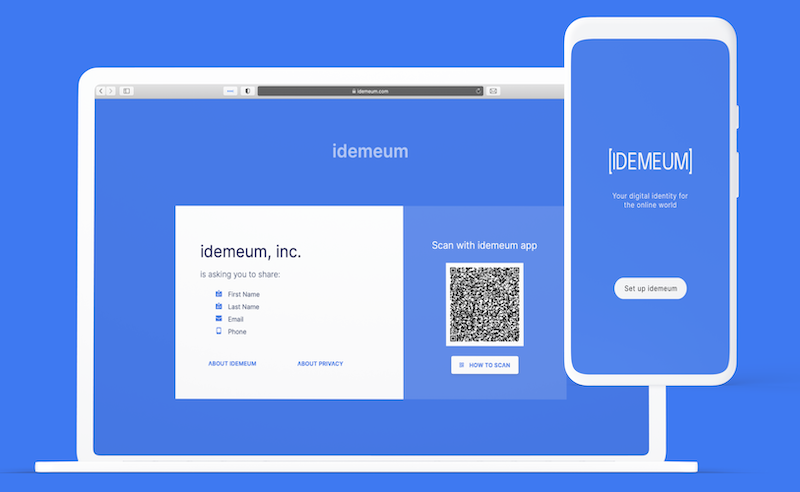 idemeum.com
idemeum
idemeum, inc.
is asking you to share:
First Name
Last Name
Email
Phone
ABOUT IDEMEUM
ABOUT PRIVACY
Scan with idemeum app
HOW TO SCAN
[IDEMEUM]
Your digital identity for
the online world
Set up idemeum